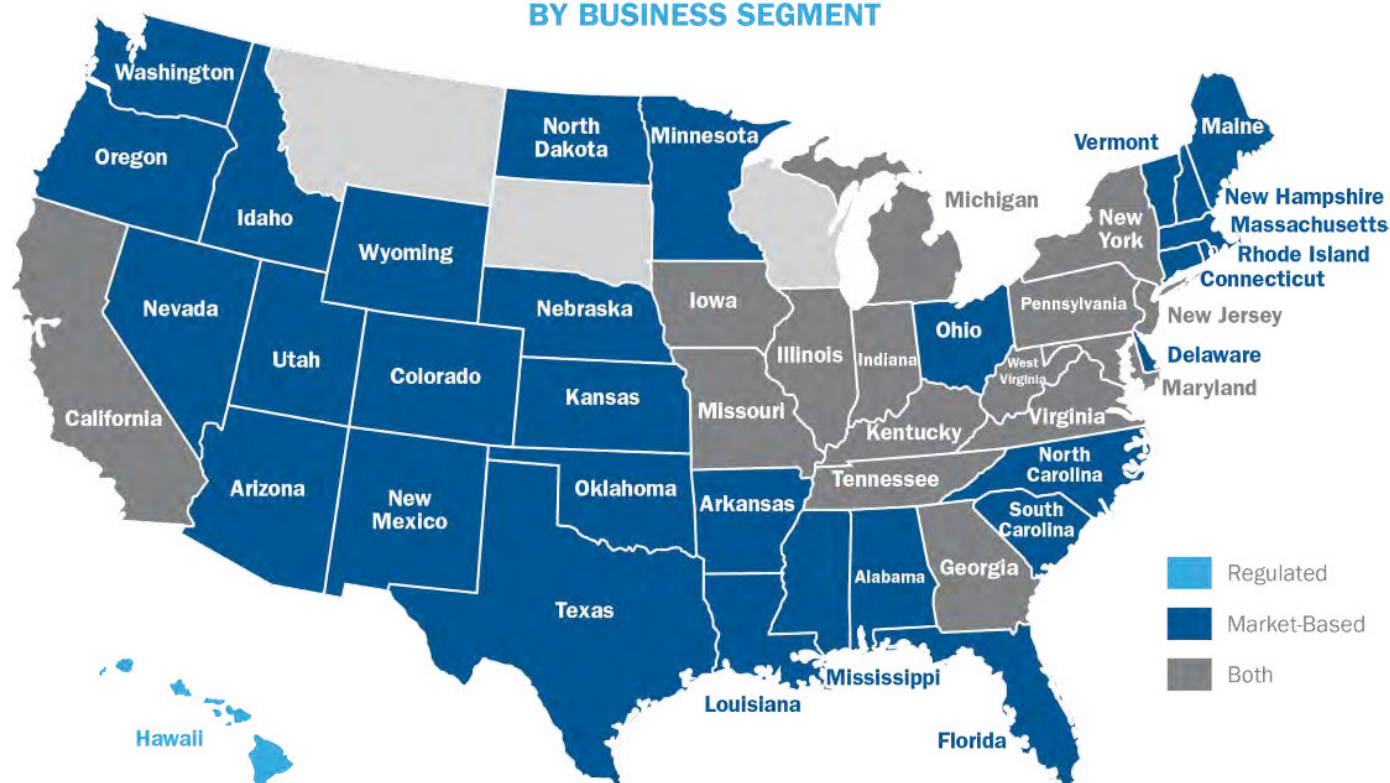 BY BUSINESS SEGMENT
Washington
Oregon
Idaho
North
Dakota
Minnesota
Wyoming
Nevada
Utah
Colorado
California
Arizona
New
Mexico
Nebraska
Kansas
Oklahoma
Texas
Iowa
Missouri
Arkansas
Illinois
Indiana
Michigan
Ohio
Kentucky
Tennessee
Alabama
Georgia
Louisiana
Mississippi
Florida
West
Virginia
Virginia
North
Carolina
South
Carolina
Pennsylvania
New
York
Vermont
Maine
New Hampshire
Massachusetts
Rhode Island
Connecticut
New Jersey
Delaware
Maryland
Hawaii
Regulated
Market-Based
Both